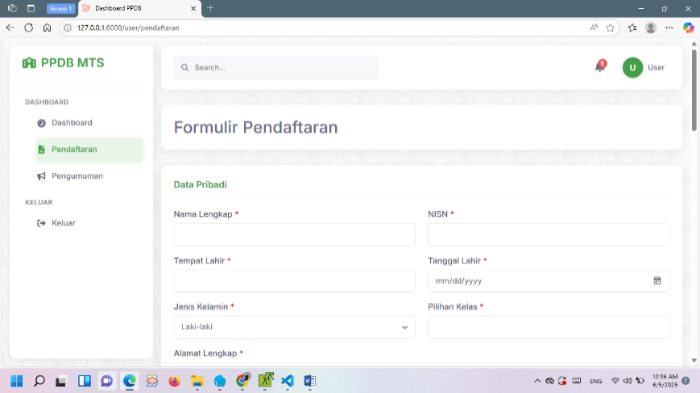 Group 1
Dashboard PPDB
127.0.0.1:8000/user/pendaftaran
PPDB MTS
Search...
U
User
DASHBOARD
Dashboard
Pendaftaran
Pengumuman
KELUAR
Keluar
Formulir Pendaftaran
Data Pribadi
Nama Lengkap *
NISN *
Tempat Lahir *
Tanggal Lahir *
mm/dd/yyyy
Jenis Kelamin *
Pilihan Kelas *
Laki-laki
Alamat Lengkap *
ENG
12:36 AM
6/5/2025